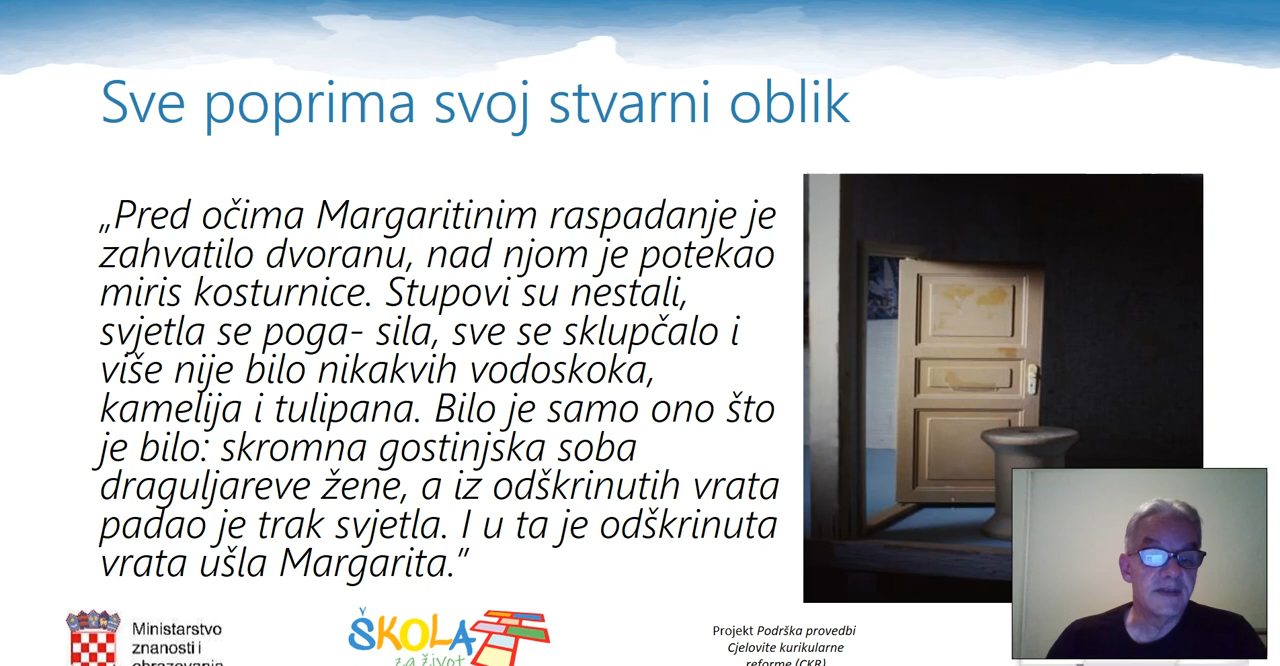 Sve poprima svoj stvarni oblik
„Pred očima Margaritinim raspadanje je
zahvatilo dvoranu, nad njom je potekao
miris kosturnice. Stupovi su nestali,
svjetla se poga- sila, sve se sklupčalo i
više nije bilo nikakvih vodoskoka,
kamelija i tulipana. Bilo je samo ono što
je bilo: skromna gostinjska soba
draguljareve žene, a iz odškrinutih vrata
padao je trak svjetla. I u ta je odškrinuta
vrata ušla Margarita.”
Ministarstvo
znanosti i
obrazovanja
ŠKOLA
za život
Projekt Podrška provedbi
Cjelovite kurikularne
reforme (CKR)